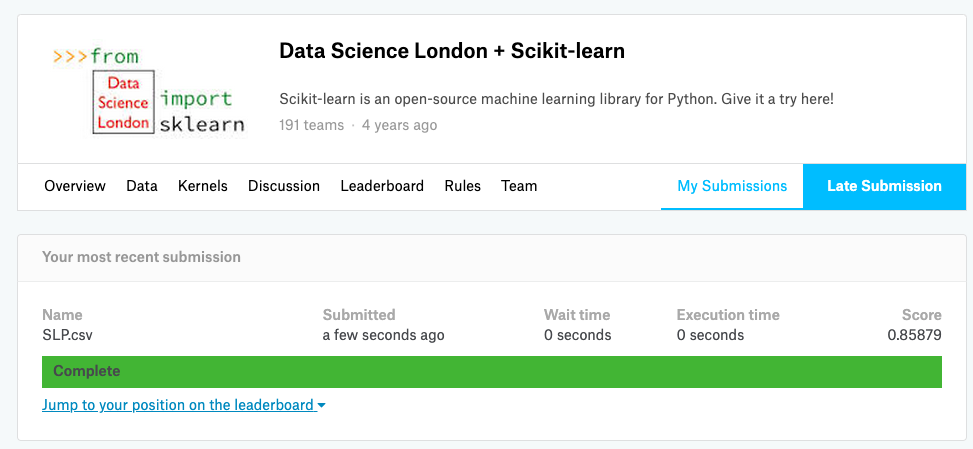 >>>from
Data
Science
London
import
sklearn
Data Science London + Scikit-learn
Scikit-learn is an open-source machine learning library for Python. Give it a try here!
191 teams · 4 years ago
Overview Data Kernels Discussion Leaderboard Rules Team My Submissions Late Submission
Your most recent submission
Name Submitted Wait time Execution time Score
SLP.csv a few seconds ago 0 seconds 0 seconds 0.85879
Complete
Jump to your position on the leaderboard